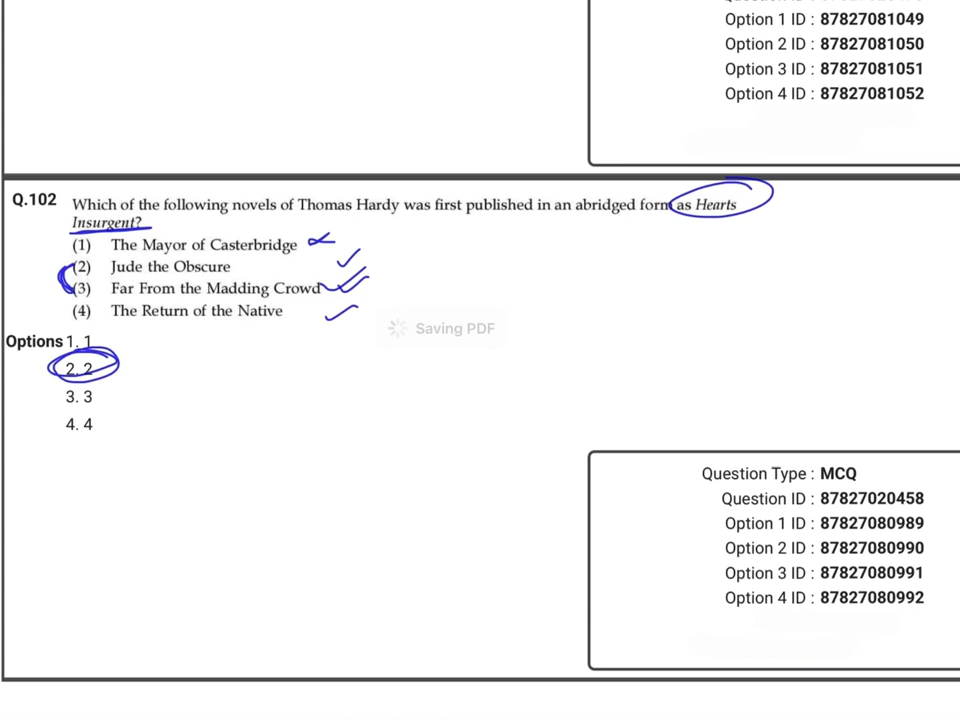 Option 1 ID : 87827081049
Option 2 ID : 87827081050
Option 3 ID : 87827081051
Option 4 ID : 87827081052
Q.102 Which of the following novels of Thomas Hardy was first published in an abridged form as Hearts
Insurgent?
(1) The Mayor of Casterbridge
(2) Jude the Obscure
(3) Far From the Madding Crowd
(4) The Return of the Native
Saving PDF
Options 1. 1
2. 2
3. 3
4. 4
Question Type : MCQ
Question ID : 87827020458
Option 1 ID : 87827080989
Option 2 ID : 87827080990
Option 3 ID : 87827080991
Option 4 ID : 87827080992